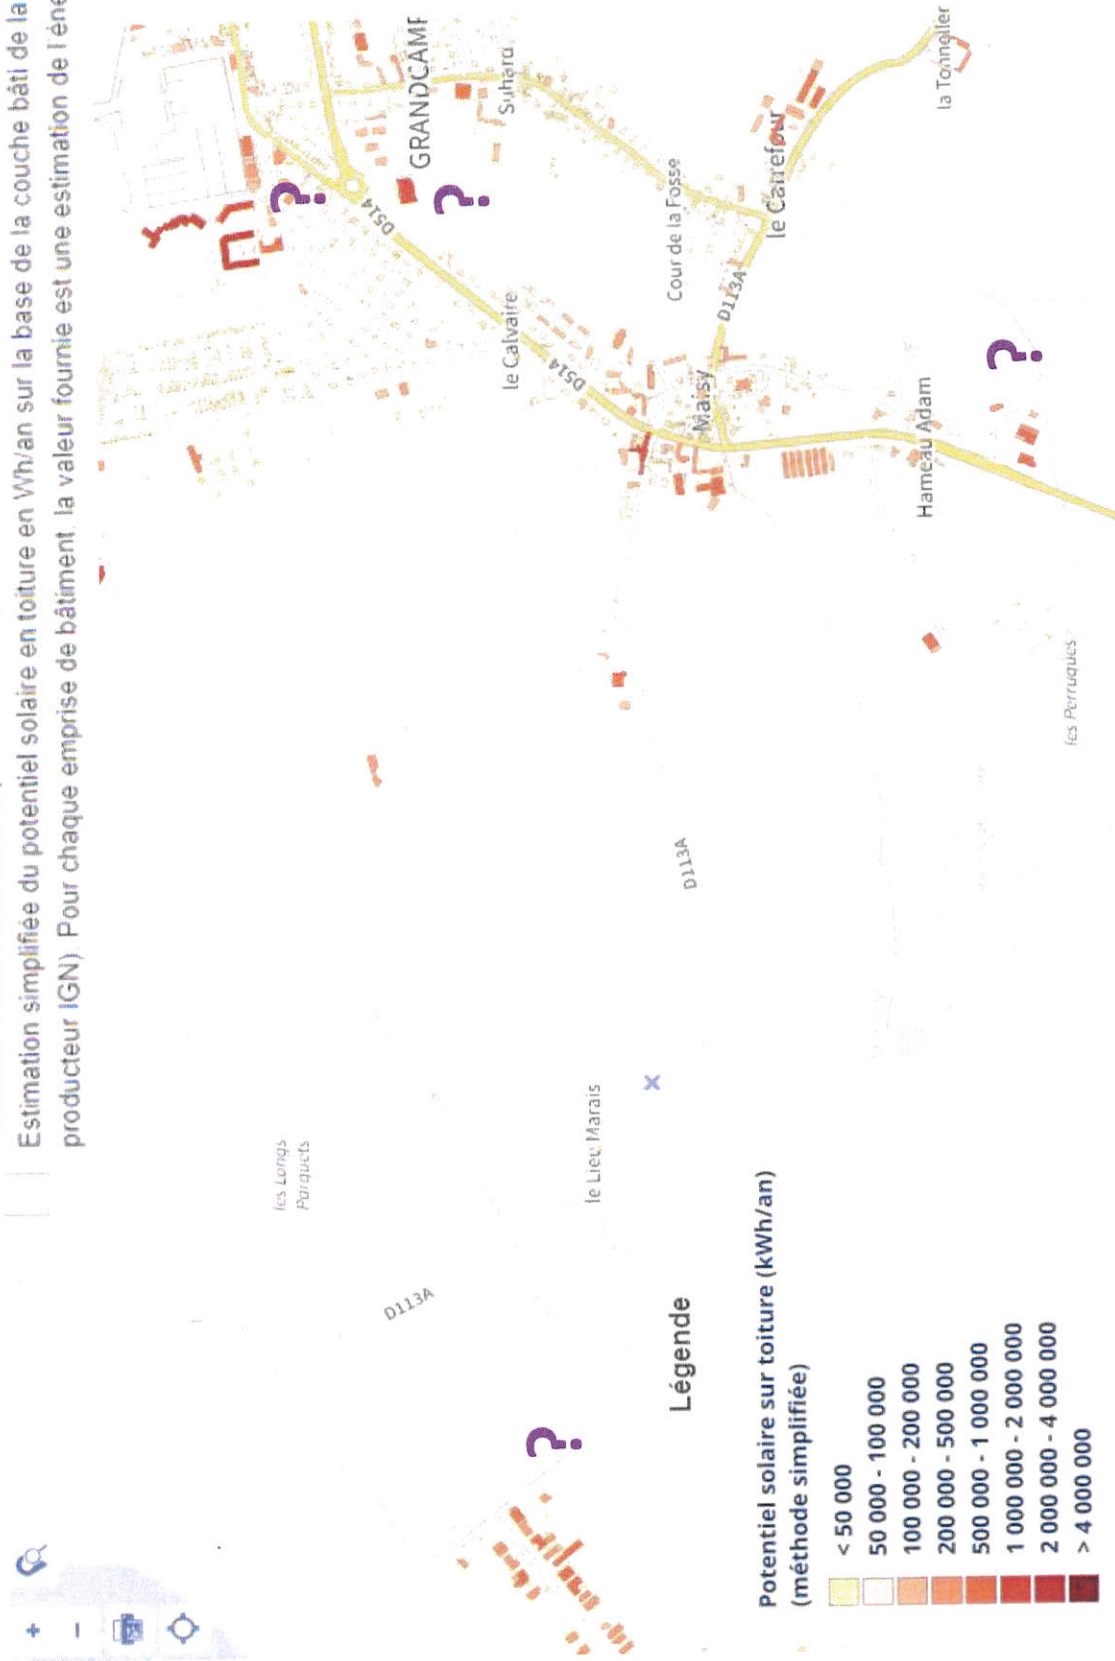 Estimation simplifiée du potentiel solaire en toiture en Wh/an sur la base de la couche bâti de la
producteur IGN). Pour chaque emprise de bâtiment, la valeur fournie est une estimation de l'éne
+
−
?
GRANDCAMP
Suhard
D514
?
le Calvaire
D514
Cour de la Fosse
le Carrefour
la Tonneller
D113A
Maisy
Hameau Adam
?
les Perruques
D113A
les Longs
Parquets
le Lieu Marais
x
D113A
?
Légende
Potentiel solaire sur toiture (kWh/an)
(méthode simplifiée)
< 50 000
50 000 - 100 000
100 000 - 200 000
200 000 - 500 000
500 000 - 1 000 000
1 000 000 - 2 000 000
2 000 000 - 4 000 000
> 4 000 000